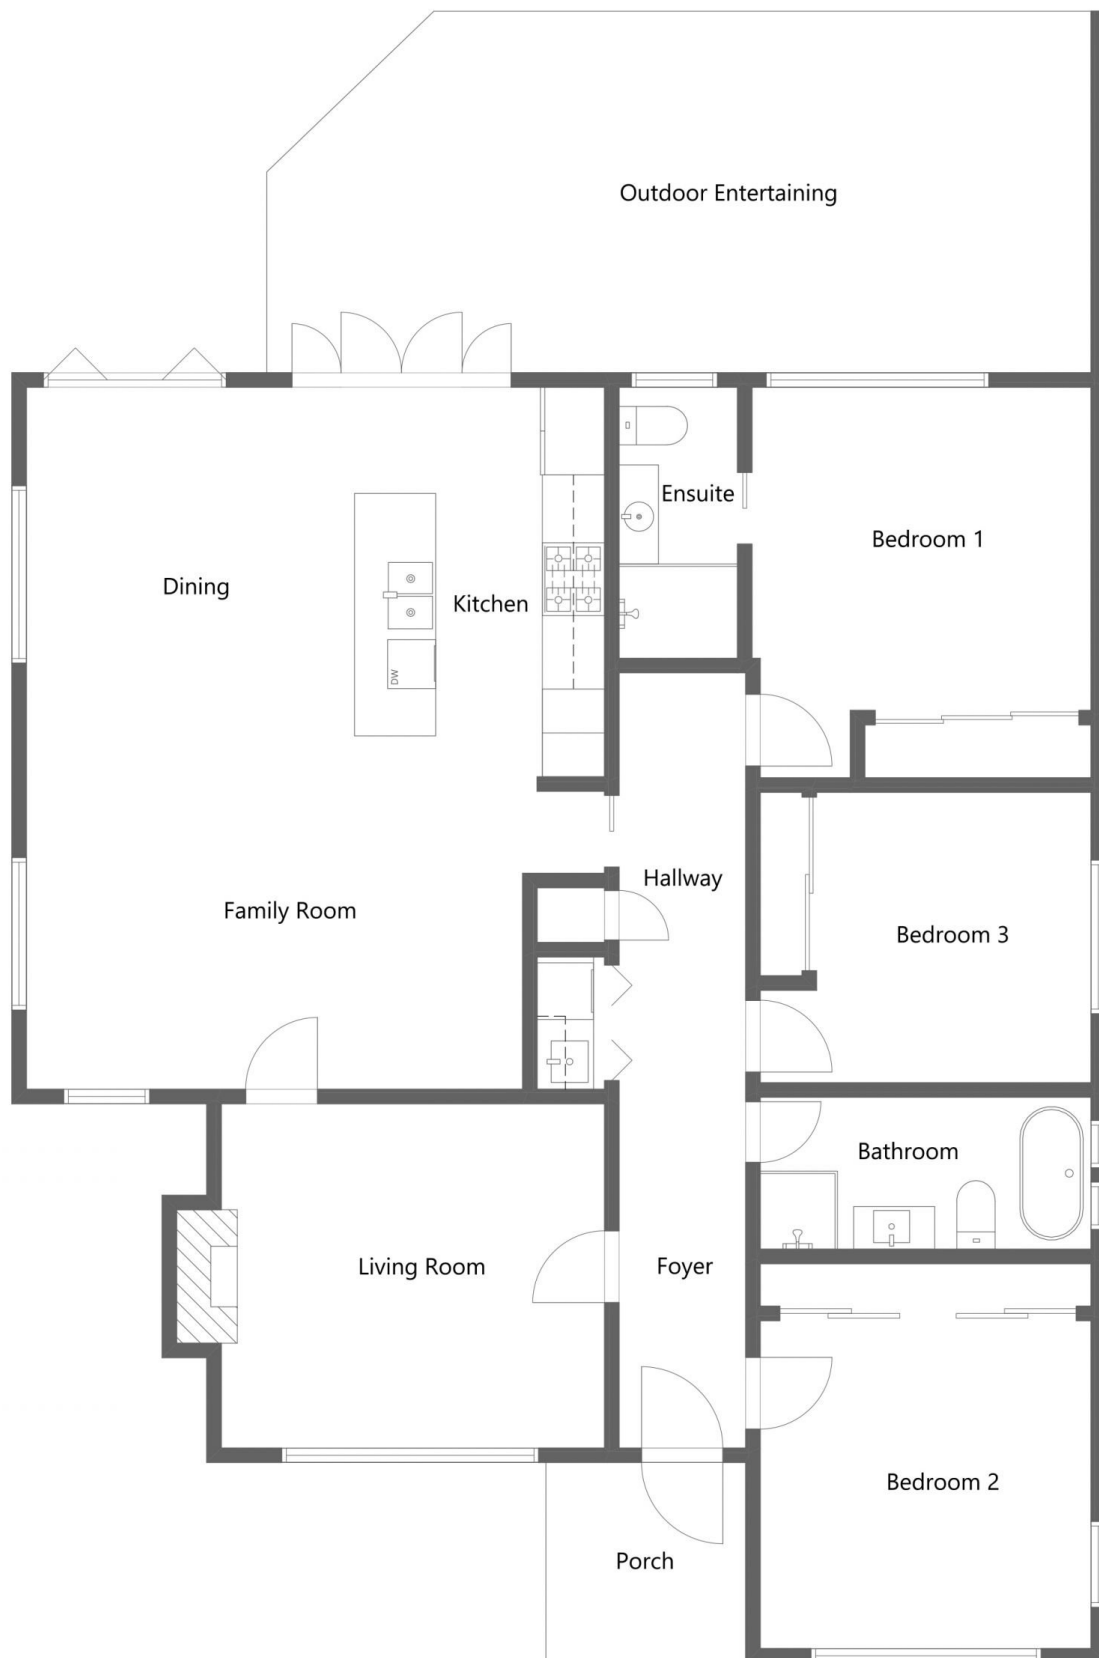 Outdoor Entertaining
Ensuite
Bedroom 1
Dining
Kitchen
DW
Hallway
Family Room
Bedroom 3
Bathroom
Living Room
Foyer
Bedroom 2
Porch